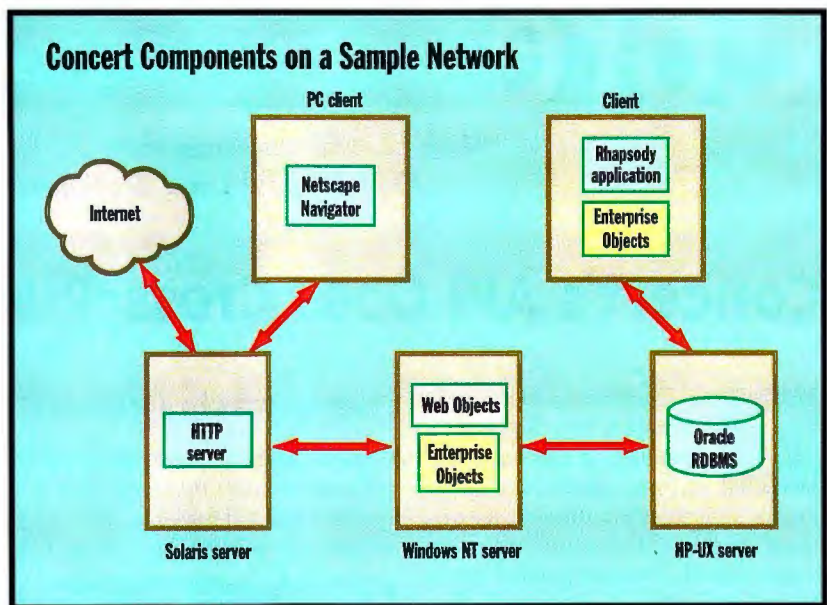 Concert Components on a Sample Network
PC client
Client
Internet
Netscape
Navigator
Rhapsody
application
Enterprise
Objects
HTTP
server
Web Objects
Enterprise
Objects
Oracle
RDBMS
Solaris server
Windows NT server
HP-UX server